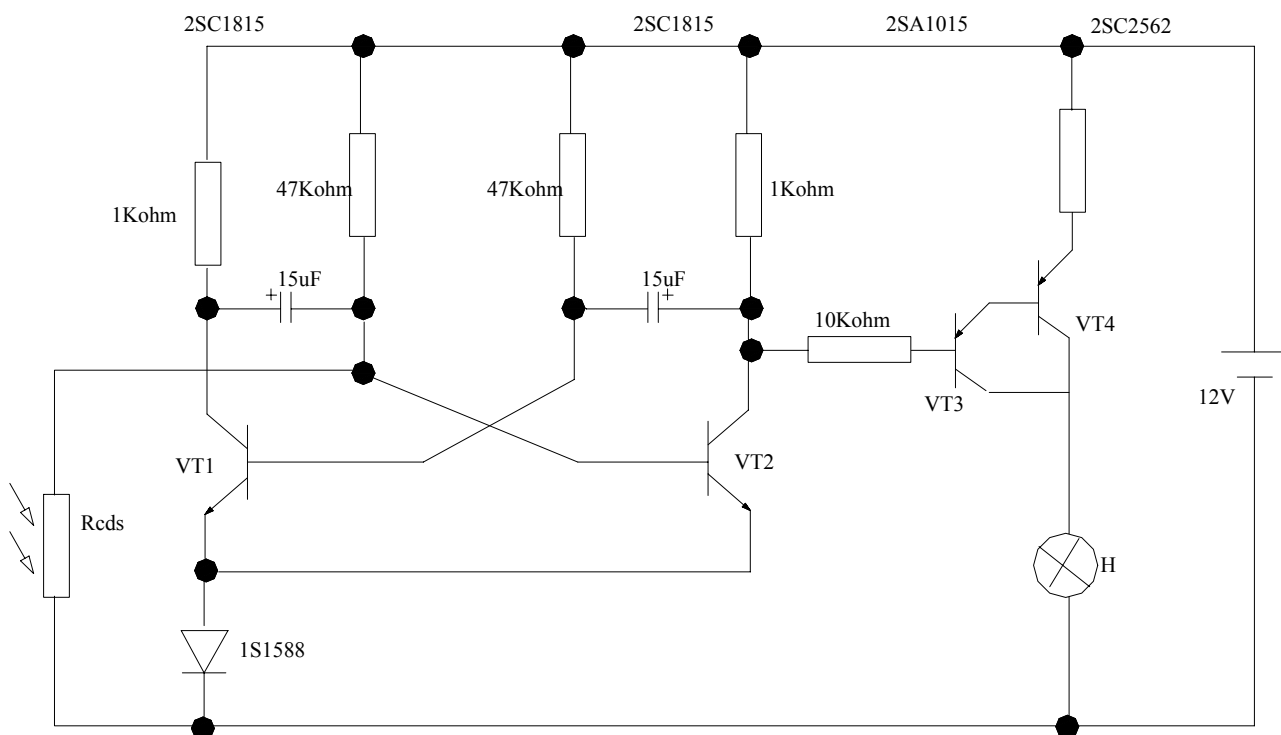 2SC1815 2SC1815 2SA1015 2SC2562
47Kohm 47Kohm 1Kohm
1Kohm
+ 15uF 15uF +
10Kohm VT4
VT3 12V
VT1 VT2
Rcds
H
1S1588